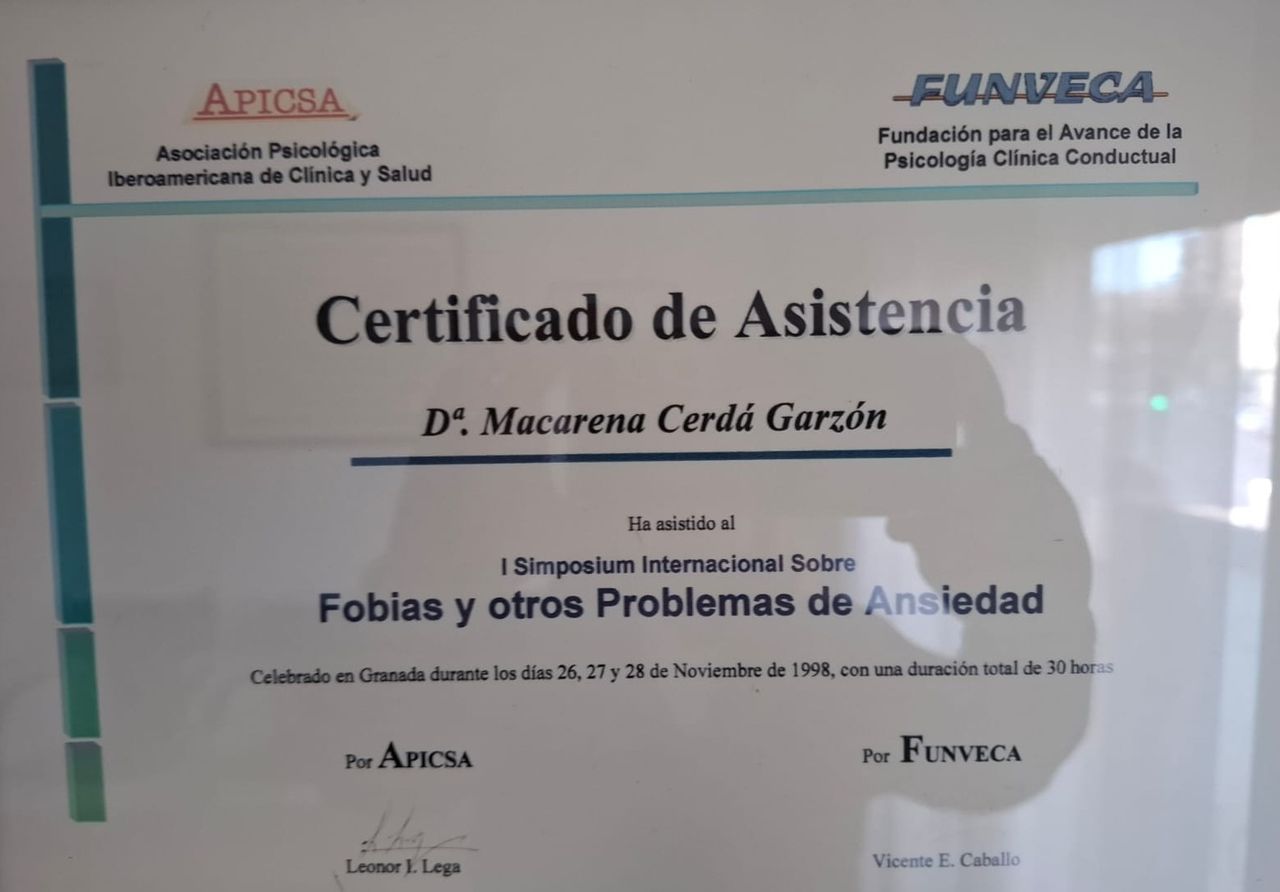 APICSA
Asociación Psicológica
Iberoamericana de Clínica y Salud
FUNVECA
Fundación para el Avance de la
Psicología Clínica Conductual
Certificado de Asistencia
Dª. Macarena Cerdá Garzón
Ha asistido al
I Simposium Internacional Sobre
Fobias y otros Problemas de Ansiedad
Celebrado en Granada durante los días 26, 27 y 28 de Noviembre de 1998, con una duración total de 30 horas
Por APICSA
Por FUNVECA
Leonor I. Lega
Vicente E. Caballo